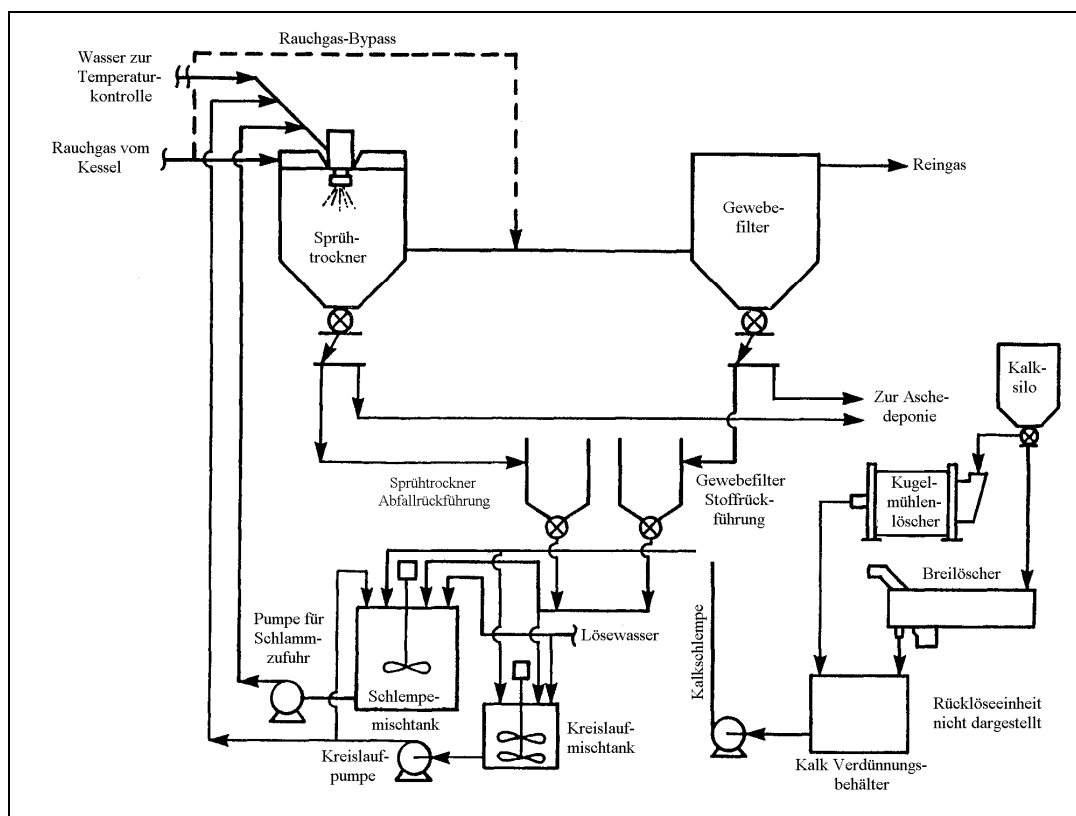 Rauchgas-Bypass
Wasser zur
Temperatur-
kontrolle
Rauchgas vom
Kessel
Sprüh-
trockner
Gewebe-
filter
Reingas
Kalk-
silo
Zur Asche-
deponie
Sprühtrockner
Abfallrückführung
Gewebefilter
Stoffrück-
führung
Kugel-
mühlen-
löscher
Breilöscher
Pumpe für
Schlamm-
zufuhr
Lösewasser
Kalkschlempe
Schlempe-
mischtank
Kreislauf-
mischtank
Rücklöseeinheit
nicht dargestellt
Kreislauf-
pumpe
Kalk Verdünnungs-
behälter